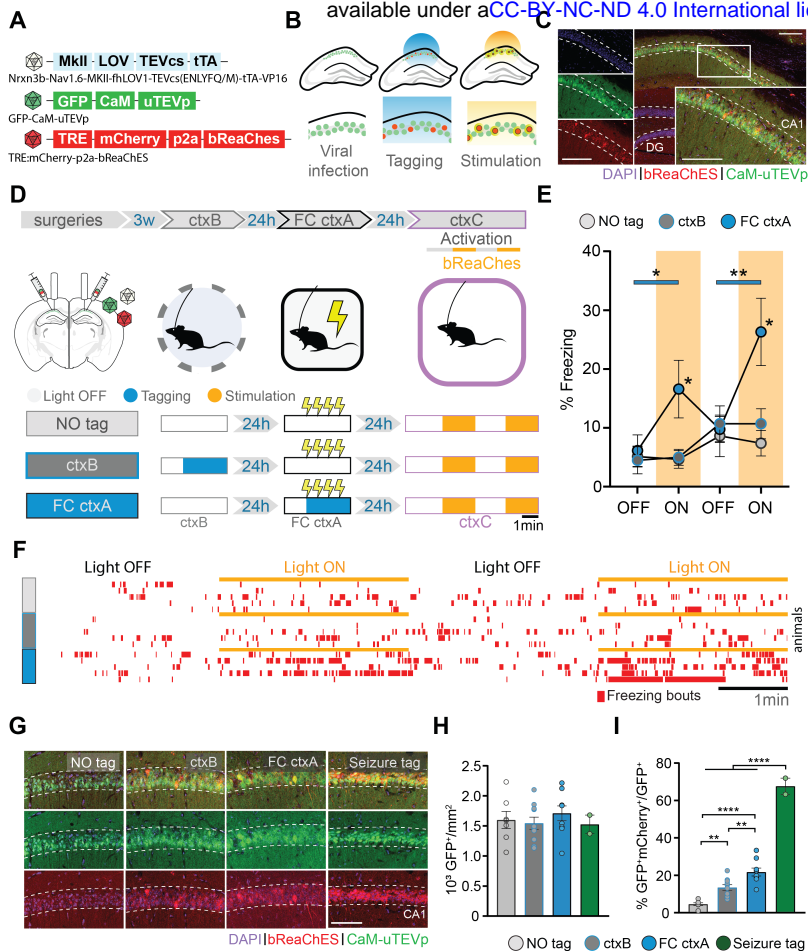 available under aCC-BY-NC-ND 4.0 International li
A
MkII LOV TEVcs tTA
Nrxn3b-Nav1.6-MKII-fhLOV1-TEVcs(ENLYFQ/M)-tTA-VP16
GFP CaM uTEVp
GFP-CaM-uTEVp
TRE mCherry p2a bReaChes
TRE:mCherry-p2a-bReaChES
B
Viral infection
Tagging
Stimulation
C
DG
CA1
DAPI|bReaChES|CaM-uTEVp
D
surgeries 3w ctxB 24h FC ctxA 24h ctxC
Activation
bReaChes
Light OFF Tagging Stimulation
NO tag 24h 24h
ctxB 24h 24h
FC ctxA 24h 24h
ctxB FC ctxA ctxC
1min
E
NO tag ctxB FC ctxA
% Freezing
40
30
20
10
0
* **
*
*
OFF ON OFF ON
F
Light OFF Light ON Light OFF Light ON
animals
Freezing bouts
1min
G
NO tag ctxB FC ctxA Seizure tag
CA1
DAPI|bReaChES|CaM-uTEVp
H
10³ GFP⁺/mm²
2.5
2.0
1.5
1.0
0.5
0
I
% GFP⁺mCherry⁺/GFP⁺
80
60
40
20
0
****
****
**
**
NO tag ctxB FC ctxA Seizure tag